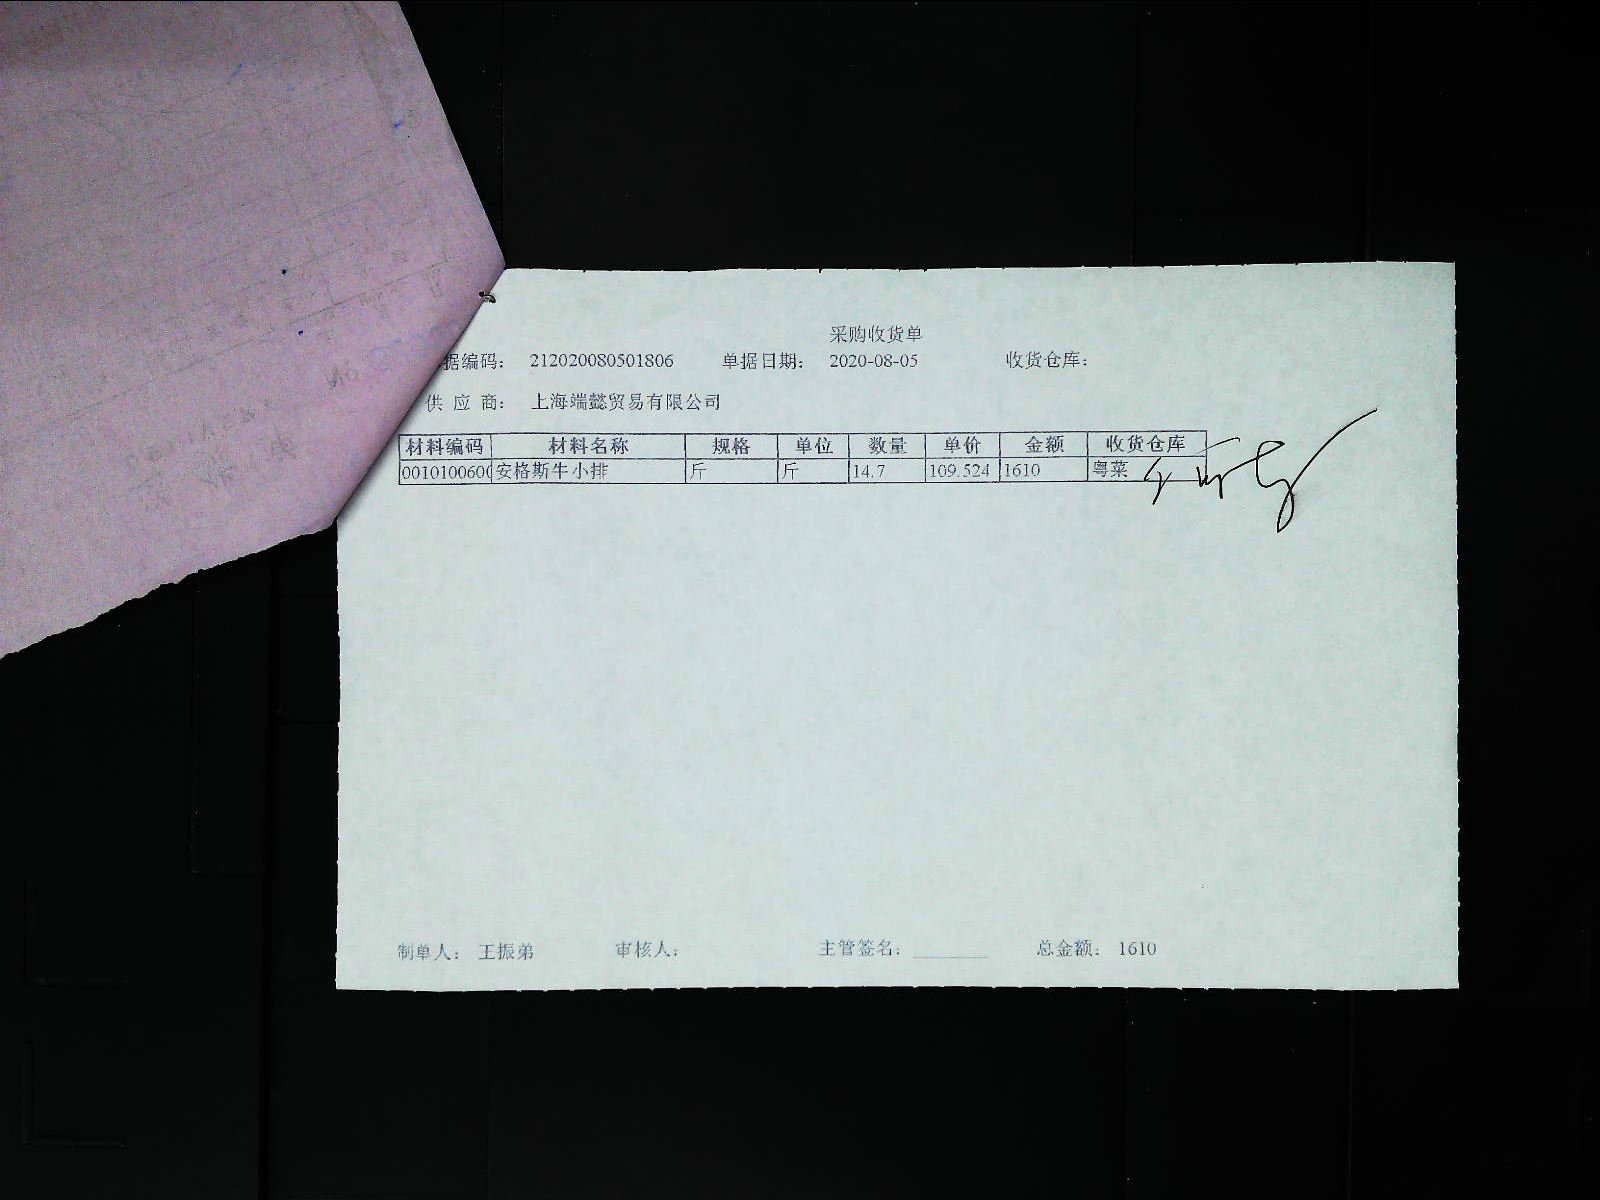 采购收货单
据编码： 212020080501806 单据日期： 2020-08-05 收货仓库：
供 应 商： 上海端懿贸易有限公司
材料编码 材料名称 规格 单位 数量 单价 金额 收货仓库
0010100600 安格斯牛小排 斤 斤 14.7 109.524 1610 粤菜
制单人： 王振弟 审核人： 主管签名： 总金额： 1610